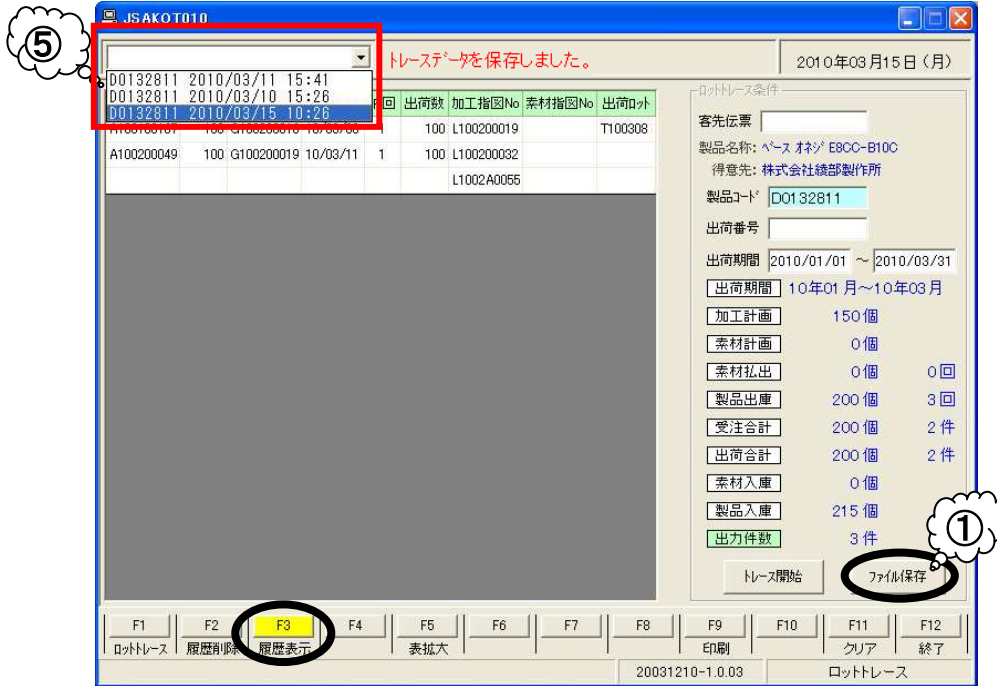 JSAKOT010
⑤
トレースデータを保存しました。
2010年03月15日（月）
D0132811 2010/03/11 15:41
D0132811 2010/03/10 15:26
D0132811 2010/03/15 10:26
回 出荷数 加工指図No 素材指図No 出荷ロット
100 L100200019 T100308
A100200049 100 G100200019 10/03/11 1 100 L100200032
L1002A0055
ロットトレース条件
客先伝票
製品名称: ベース オネジ E8CC-B10C
得意先: 株式会社綾部製作所
製品コード D0132811
出荷番号
出荷期間 2010/01/01 ～ 2010/03/31
出荷期間 10年01月～10年03月
加工計画 150個
素材計画 0個
素材払出 0個 0回
製品出庫 200個 3回
受注合計 200個 2件
出荷合計 200個 2件
素材入庫 0個
製品入庫 215個
出力件数 3件
①
トレース開始 ファイル保存
F1 F2 F3 F4 F5 F6 F7 F8 F9 F10 F11 F12
ロットトレース 履歴削除 履歴表示 表拡大 印刷 クリア 終了
20031210-1.0.03 ロットトレース